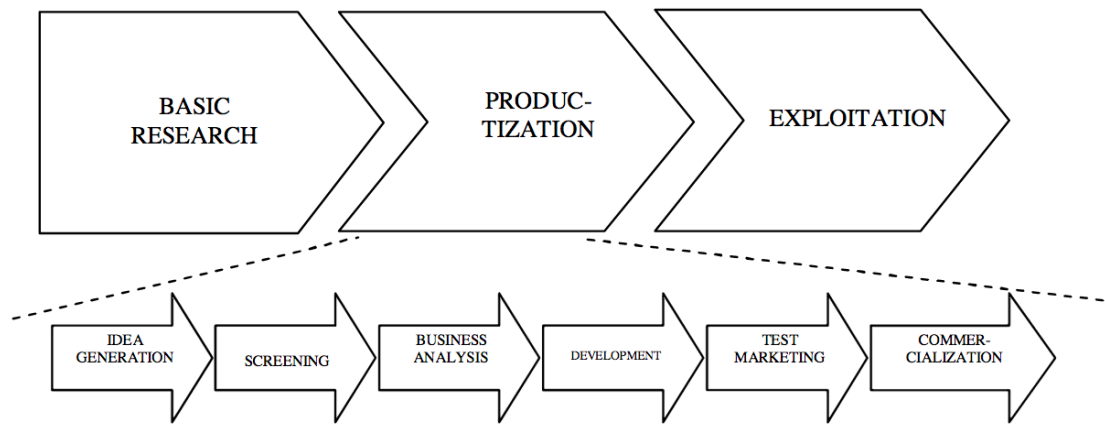 BASIC
RESEARCH
PRODUC-
TIZATION
EXPLOITATION
IDEA
GENERATION
SCREENING
BUSINESS
ANALYSIS
DEVELOPMENT
TEST
MARKETING
COMMER-
CIALIZATION